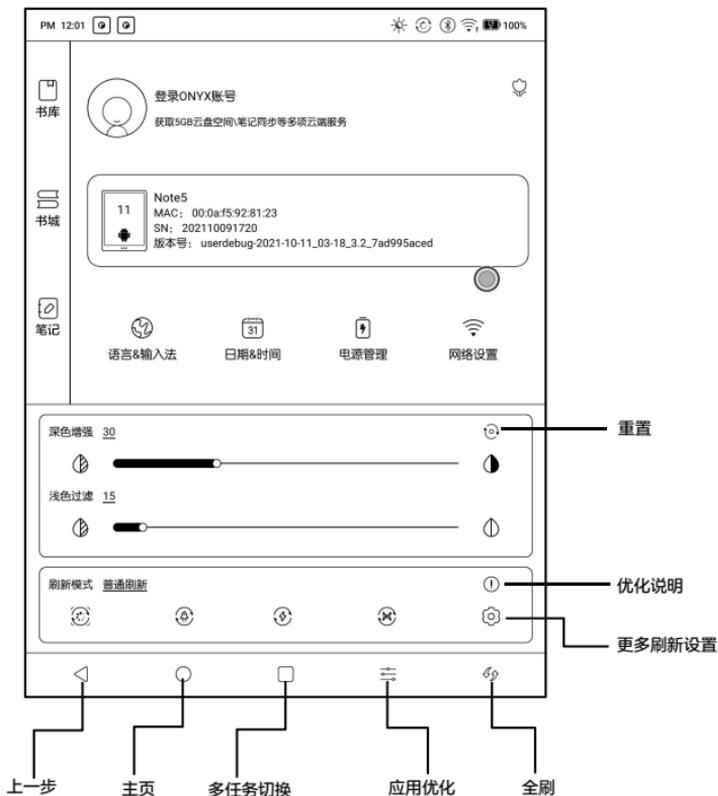 PM 12:01
100%
书库
登录ONYX账号
获取5GB云盘空间\笔记同步等多项云端服务
书城
11
Note5
MAC： 00:0a:f5:92:81:23
SN： 202110091720
版本号： userdebug-2021-10-11_03-18_3.2_7ad995aced
笔记
31
语言&输入法 日期&时间 电源管理 网络设置
深色增强 30
重置
浅色过滤 15
刷新模式 普通刷新
优化说明
更多刷新设置
上一步 主页 多任务切换 应用优化 全刷